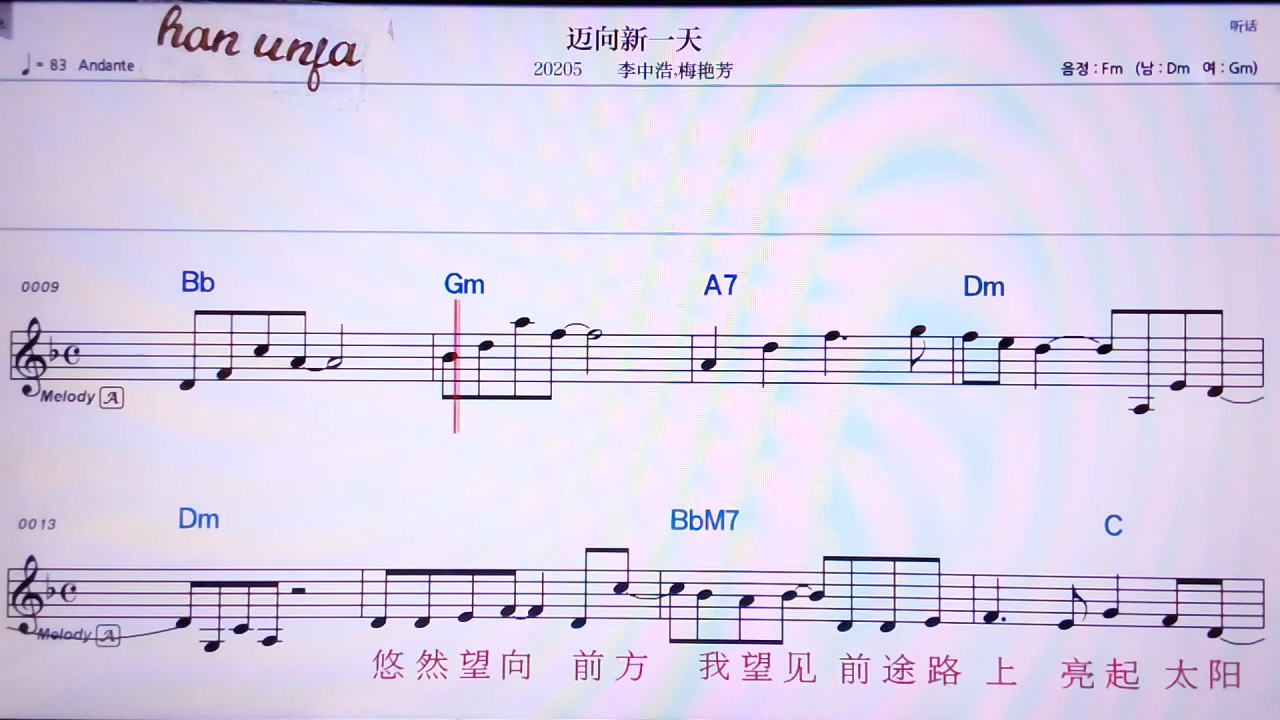 han unfa
迈向新一天
听话
♩= 83 Andante
20205 李中浩,梅艳芳
음정 : Fm (남 : Dm 여 : Gm)
0009 Bb Gm A7 Dm
Melody A
0013 Dm BbM7 C
Melody A
悠然望向 前方 我望见 前途路 上 亮起 太阳